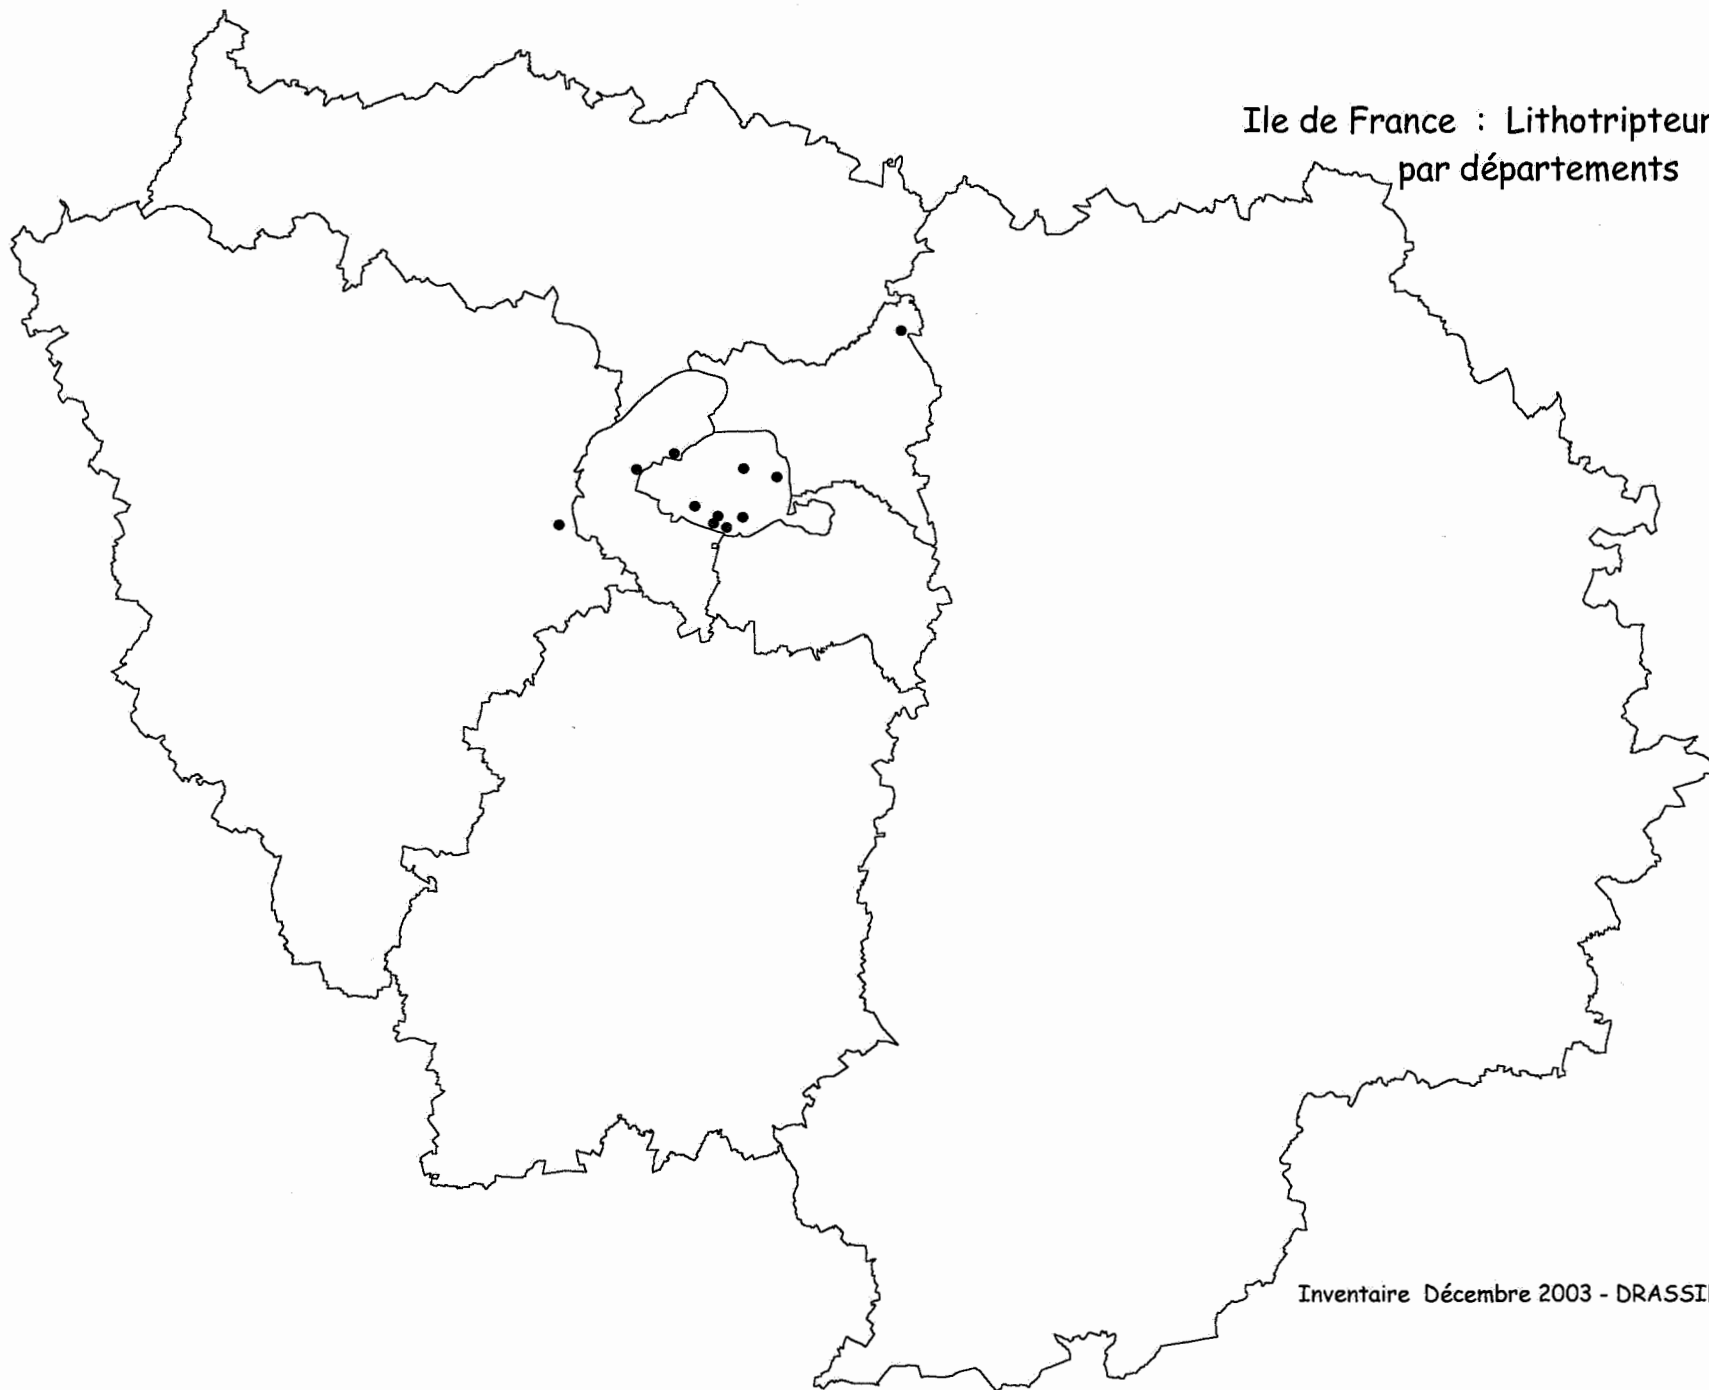 Ile de France : Lithotripteur
par départements
Inventaire Décembre 2003 - DRASSI